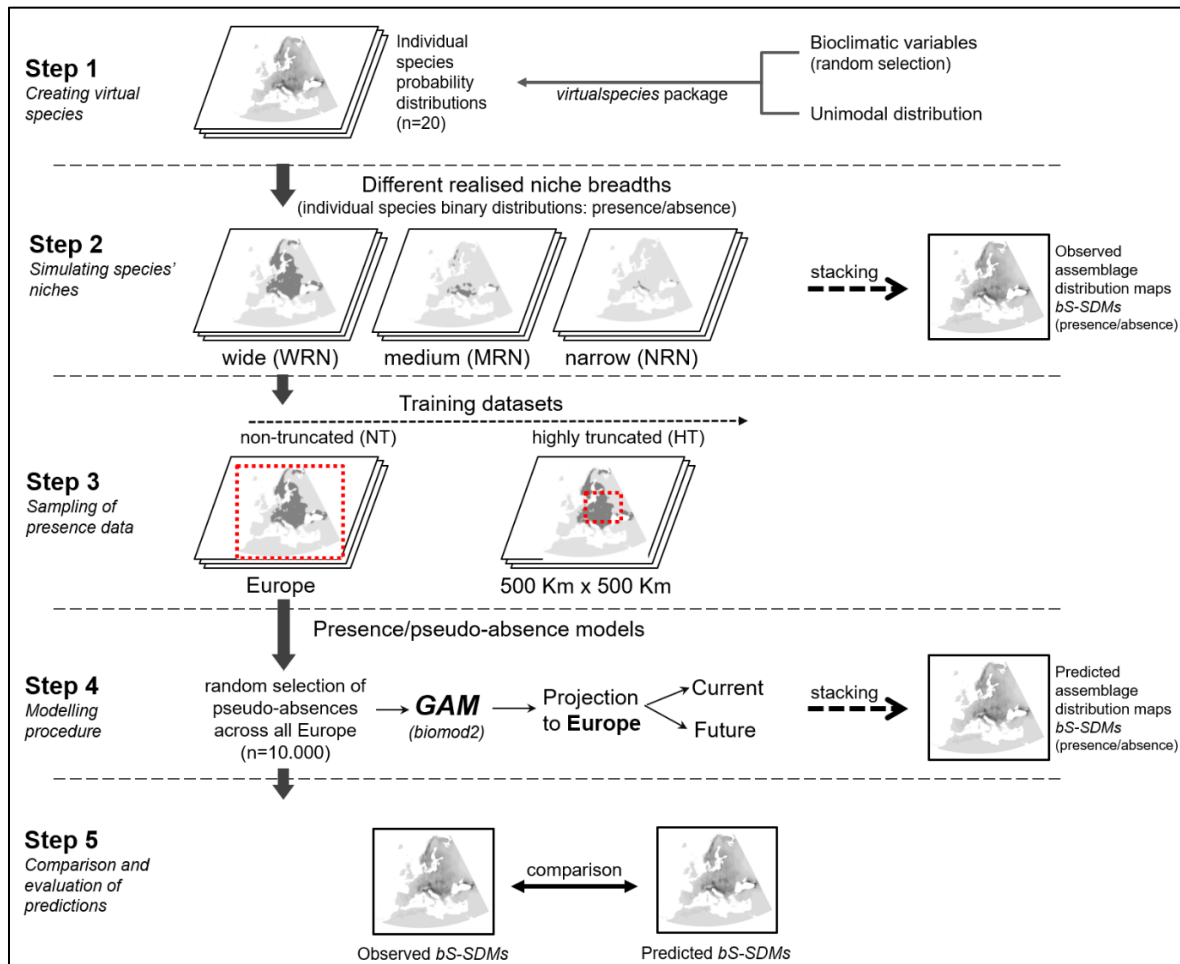 Step 1
Creating virtual
species
Individual
species
probability
distributions
(n=20)
virtualspecies package
Bioclimatic variables
(random selection)
Unimodal distribution
Different realised niche breadths
(individual species binary distributions: presence/absence)
Step 2
Simulating species’
niches
wide (WRN)
medium (MRN)
narrow (NRN)
stacking
Observed
assemblage
distribution maps
bS-SDMs
(presence/absence)
Training datasets
non-truncated (NT)
highly truncated (HT)
Step 3
Sampling of
presence data
Europe
500 Km x 500 Km
Presence/pseudo-absence models
Step 4
Modelling
procedure
random selection of
pseudo-absences
across all Europe
(n=10.000)
GAM
(biomod2)
Projection
to Europe
Current
Future
stacking
Predicted
assemblage
distribution maps
bS-SDMs
(presence/absence)
Step 5
Comparison and
evaluation of
predictions
comparison
Observed bS-SDMs
Predicted bS-SDMs